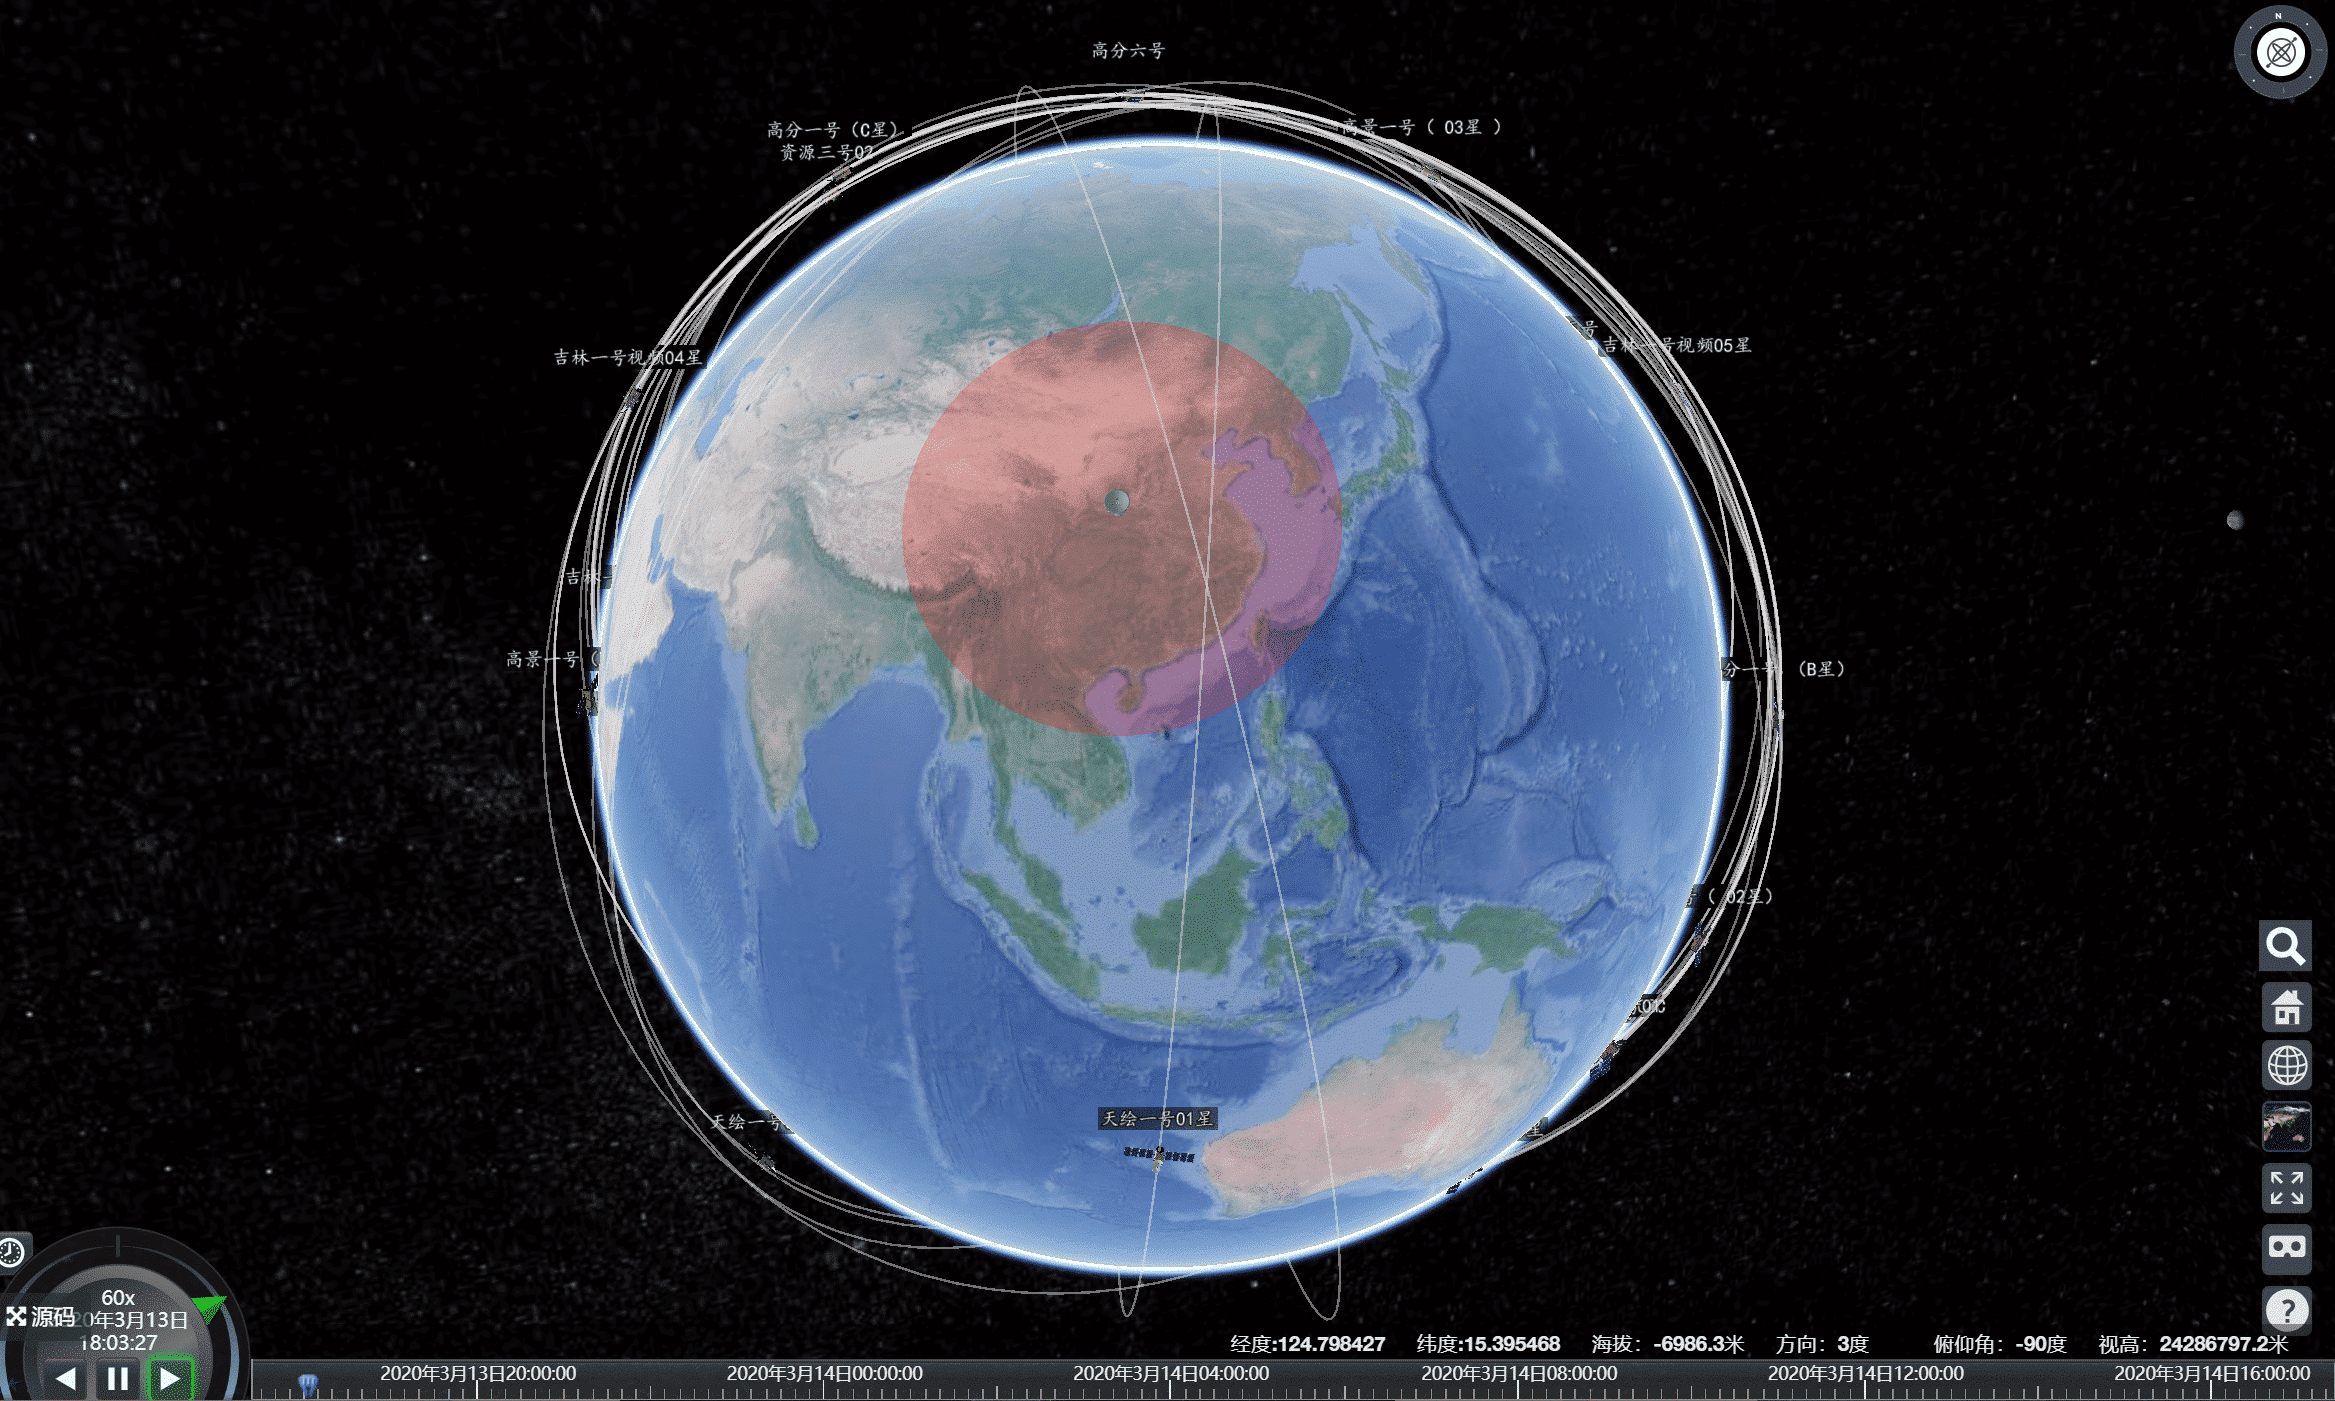 N
高分六号
高分一号（C星）
高景一号（ 03星 ）
资源三号02
号
吉林一号视频05星
吉林一号视频04星
吉林一
高景一号（
分一号 （B星）
（ 02星）
天绘一号
天绘一号01星
星
60x
源码
年3月13日
18:03:27
经度:124.798427 纬度:15.395468 海拔：-6986.3米 方向：3度 俯仰角：-90度 视高：24286797.2米
2020年3月13日20:00:00 2020年3月14日00:00:00 2020年3月14日04:00:00 2020年3月14日08:00:00 2020年3月14日12:00:00 2020年3月14日16:00:00